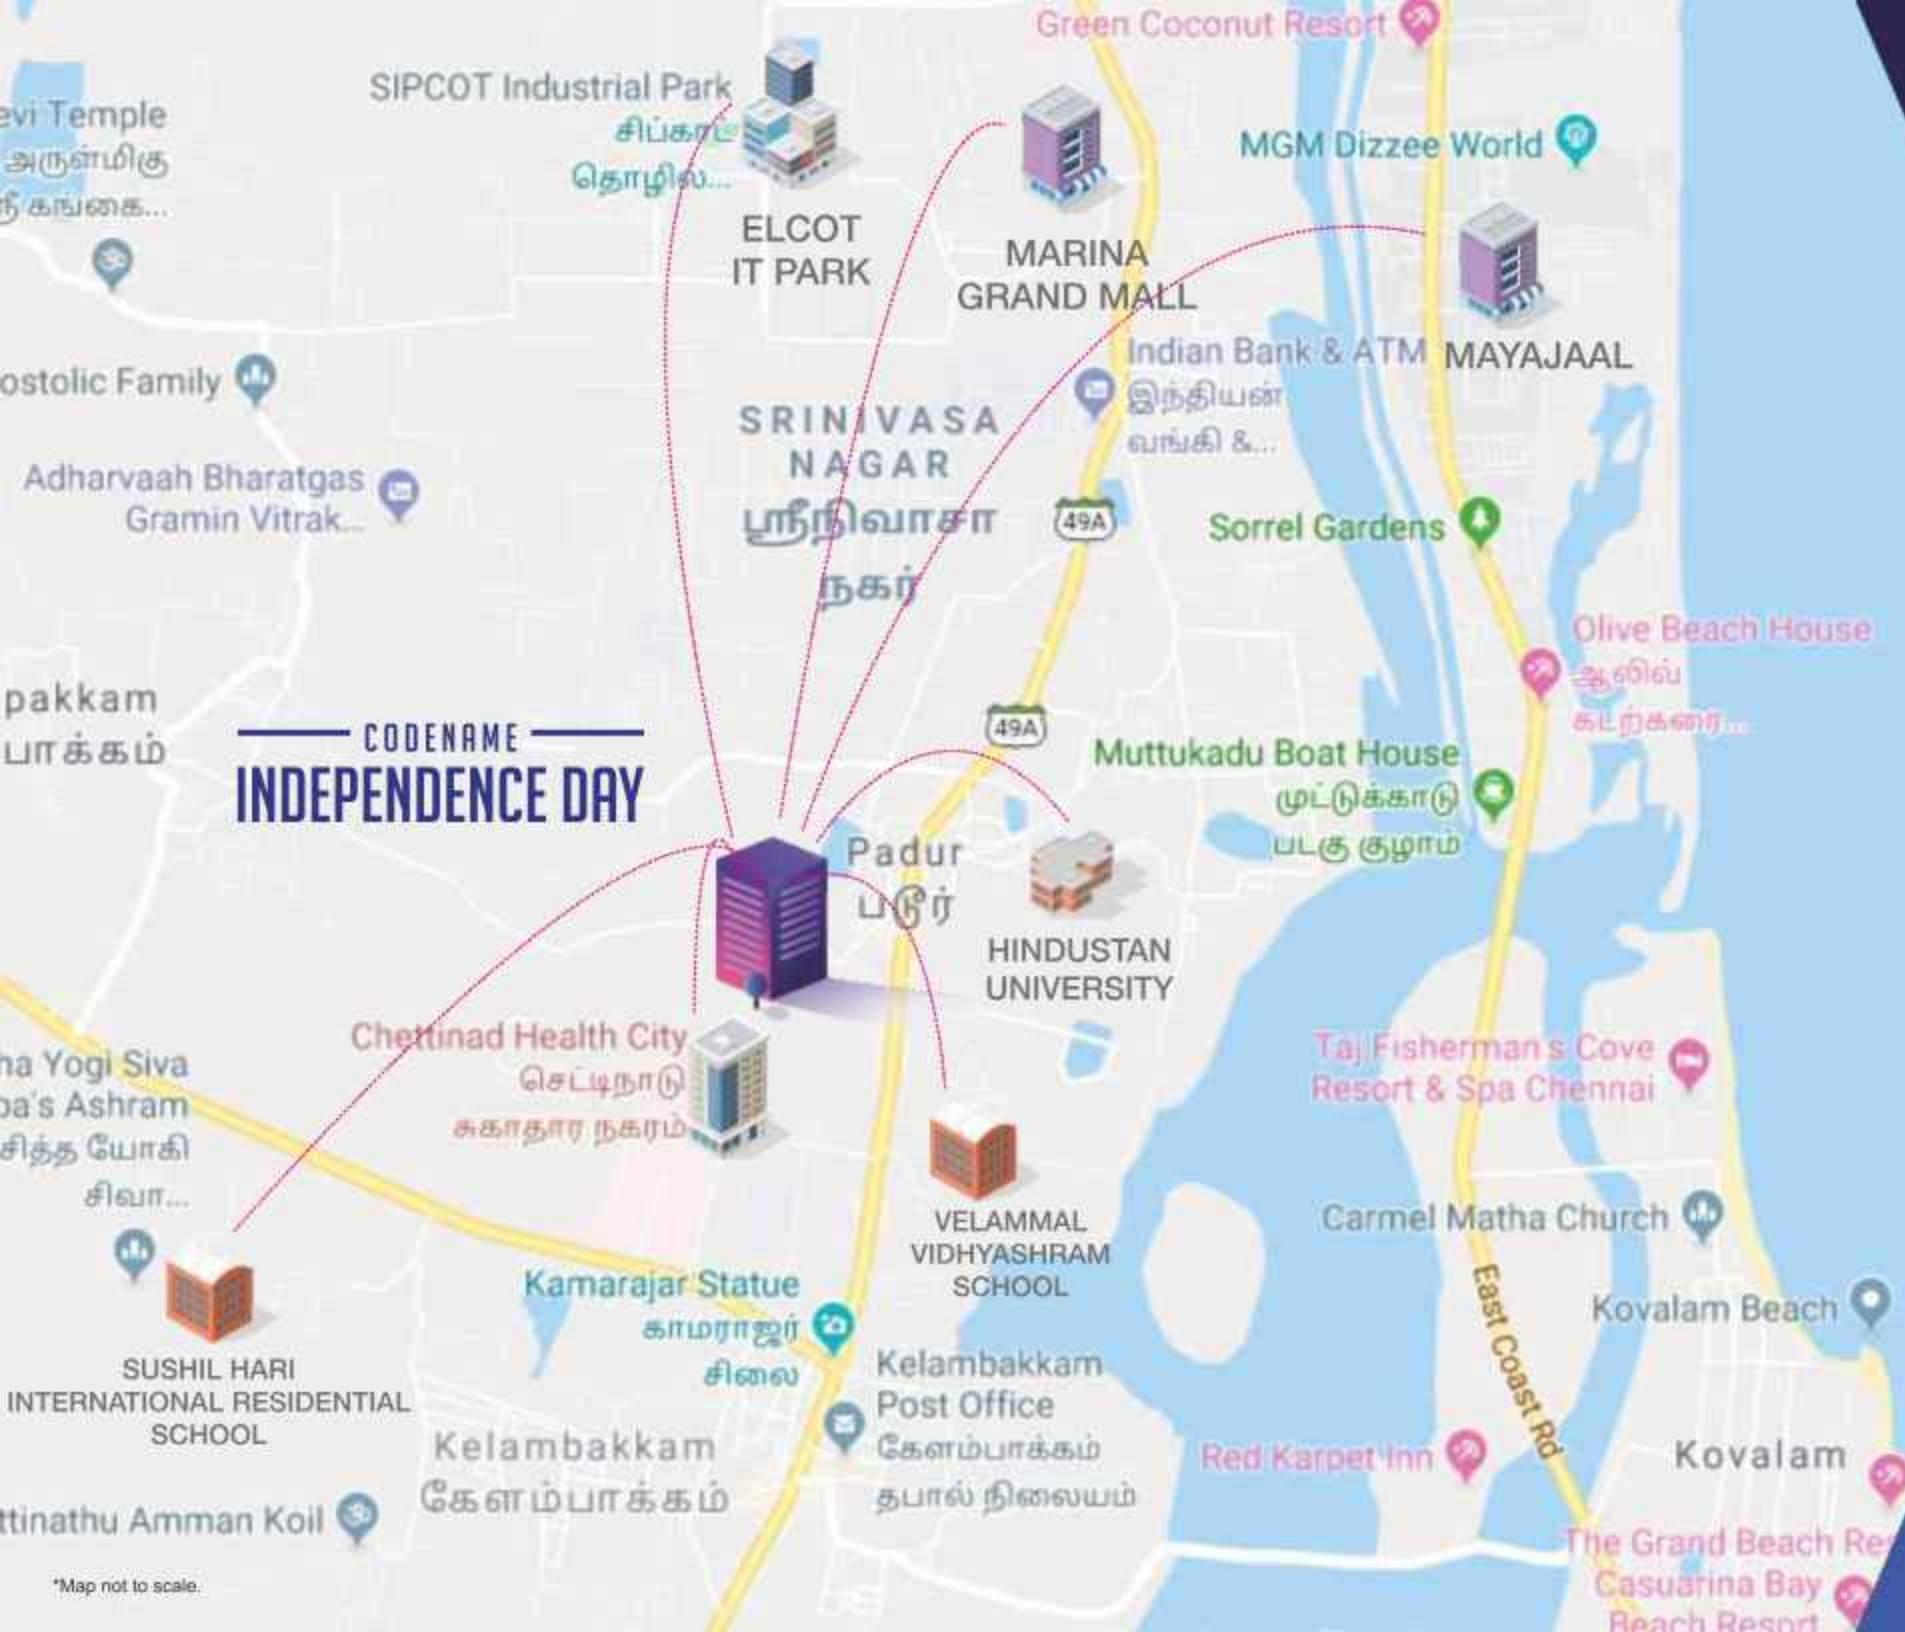 Green Coconut Resort
SIPCOT Industrial Park
சிப்காட்
தொழில்...
evi Temple
அருள்மிகு
ஸ்ரீ கங்கை...
MGM Dizzee World
ELCOT
IT PARK
MARINA
GRAND MALL
MAYAJAAL
Indian Bank & ATM
இந்தியன்
வங்கி &...
ostolic Family
SRINIVASA
NAGAR
ஸ்ரீநிவாசா
நகர்
Adharvaah Bharatgas
Gramin Vitrak...
49A
Sorrel Gardens
Olive Beach House
ஆலிவ்
கடற்கரை...
pakkam
பாக்கம்
CODENAME
INDEPENDENCE DAY
49A
Muttukadu Boat House
முட்டுக்காடு
படகு குழாம்
Padur
படூர்
HINDUSTAN
UNIVERSITY
Chettinad Health City
செட்டிநாடு
சுகாதார நகரம்
Taj Fisherman's Cove
Resort & Spa Chennai
na Yogi Siva
ba's Ashram
சித்த யோகி
சிவா...
VELAMMAL
VIDHYASHRAM
SCHOOL
Carmel Matha Church
Kamarajar Statue
காமராஜர்
சிலை
East Coast Rd
Kovalam Beach
SUSHIL HARI
INTERNATIONAL RESIDENTIAL
SCHOOL
Kelambakkam
Post Office
கேளம்பாக்கம்
தபால் நிலையம்
Kelambakkam
கேளம்பாக்கம்
Red Karpet Inn
Kovalam
ttinathu Amman Koil
The Grand Beach Res
Casuarina Bay
Beach Resort
*Map not to scale.